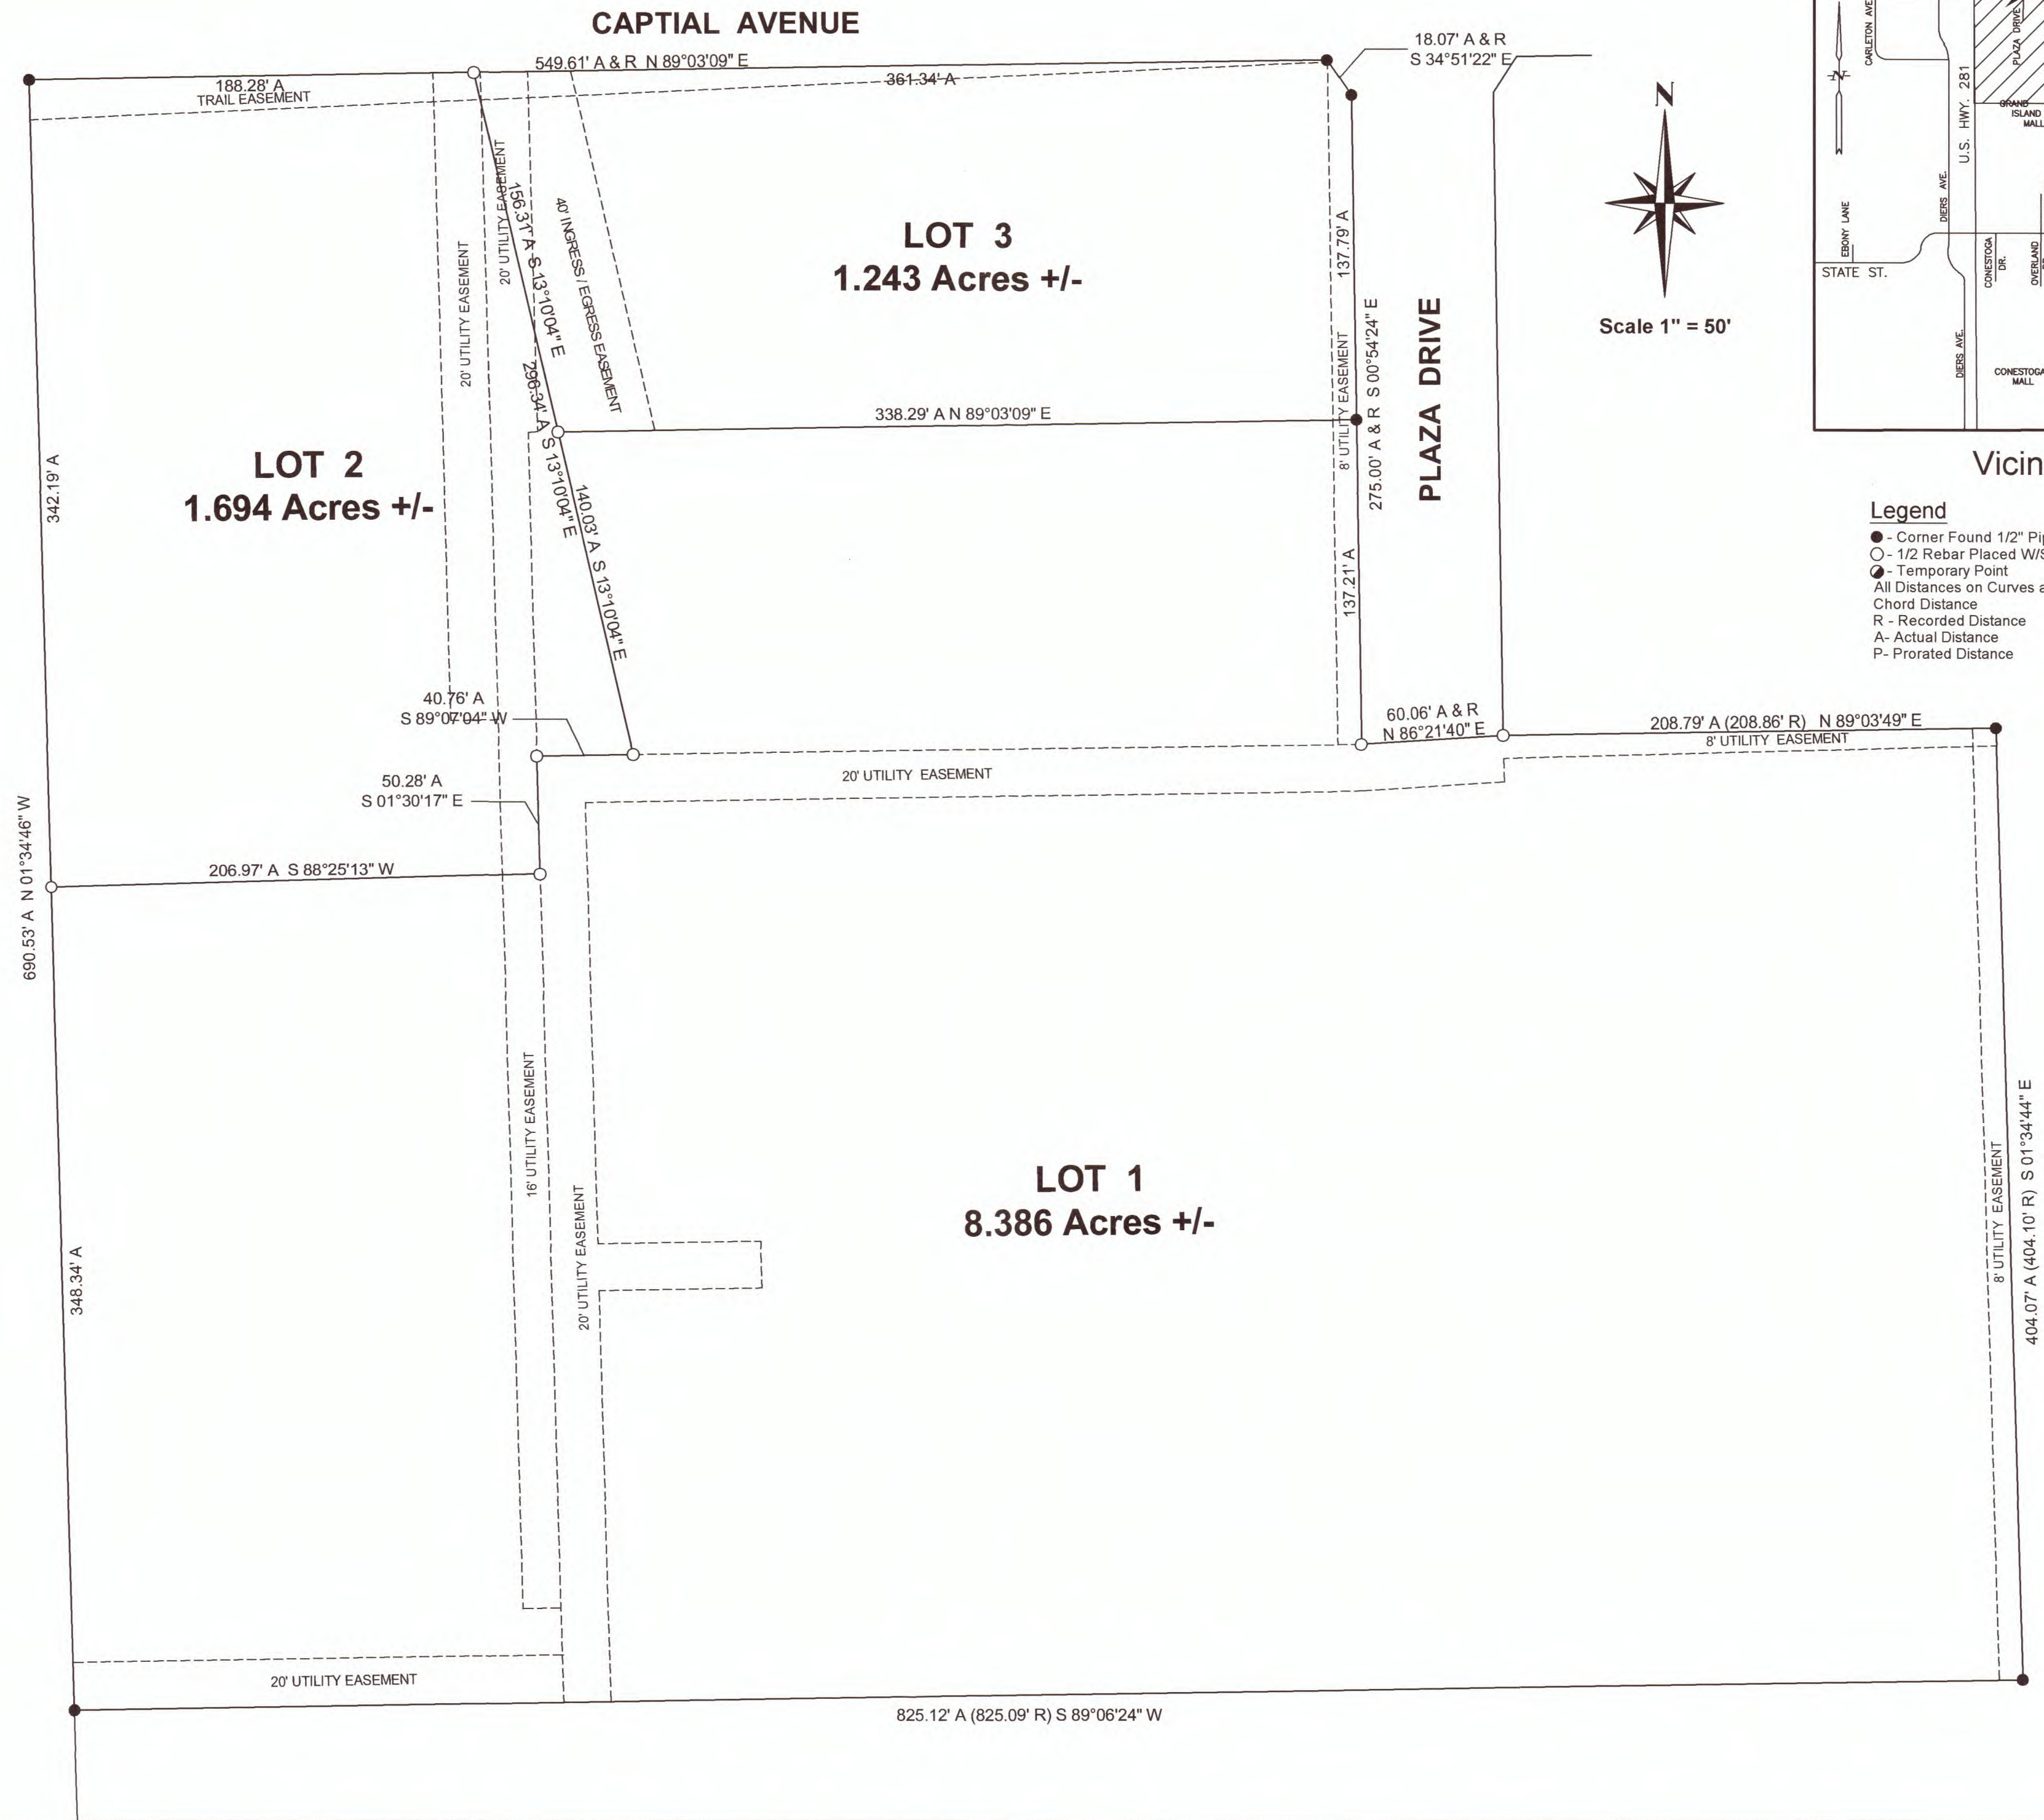 CAPTIAL AVENUE
549.61' A & R N 89°03'09" E
18.07' A & R
S 34°51'22" E
188.28' A
TRAIL EASEMENT
361.34' A
20' UTILITY EASEMENT
20' UTILITY EASEMENT
156.31' A S 13°10'04" E
296.34' A S 13°10'04" E
40' INGRESS / EGRESS EASEMENT
LOT 3
1.243 Acres +/-
137.79' A
8' UTILITY EASEMENT
275.00' A & R S 00°54'24" E
PLAZA DRIVE
N
Scale 1" = 50'
338.29' A N 89°03'09" E
LOT 2
1.694 Acres +/-
342.19' A
140.03' A S 13°10'04" E
137.21' A
40.76' A
S 89°07'04" W
50.28' A
S 01°30'17" E
60.06' A & R
N 86°21'40" E
208.79' A (208.86' R) N 89°03'49" E
8' UTILITY EASEMENT
20' UTILITY EASEMENT
206.97' A S 88°25'13" W
690.53' A N 01°34'46" W
16' UTILITY EASEMENT
20' UTILITY EASEMENT
LOT 1
8.386 Acres +/-
348.34' A
8' UTILITY EASEMENT
404.07' A (404.10' R) S 01°34'44" E
20' UTILITY EASEMENT
825.12' A (825.09' R) S 89°06'24" W
N
CARLETON AVE
PLAZA DRIVE
U.S. HWY. 281
GRAND
ISLAND
MALL
DIERS AVE.
EBONY LANE
STATE ST.
CONESTOGA
DR.
OVERLAND
DIERS AVE.
CONESTOGA
MALL
Vicin
Legend
- Corner Found 1/2" Pi
- 1/2 Rebar Placed W/S
- Temporary Point
All Distances on Curves a
Chord Distance
R - Recorded Distance
A- Actual Distance
P- Prorated Distance